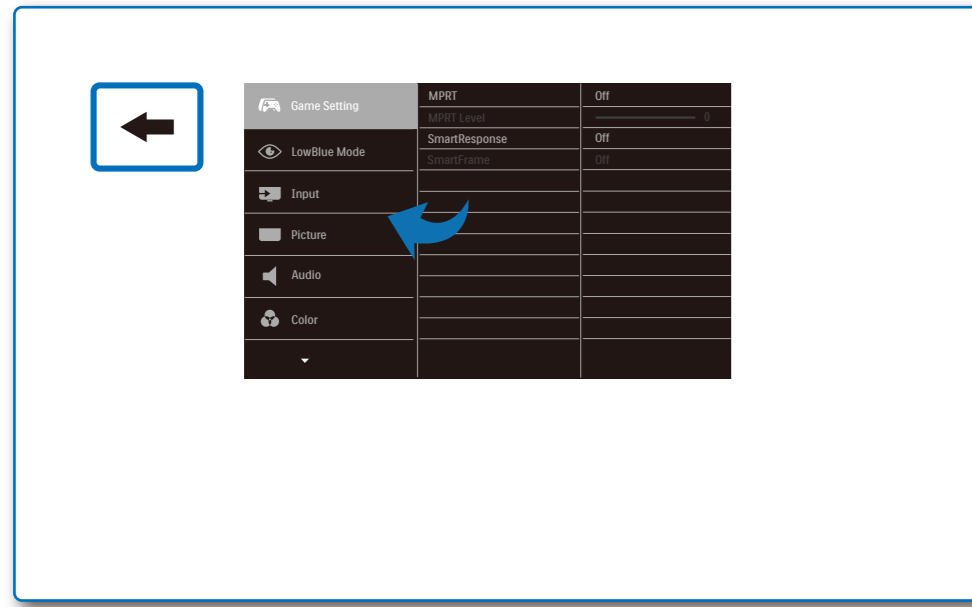 Game Setting
MPRT Off
MPRT Level 0
SmartResponse Off
SmartFrame Off
LowBlue Mode
Input
Picture
Audio
Color